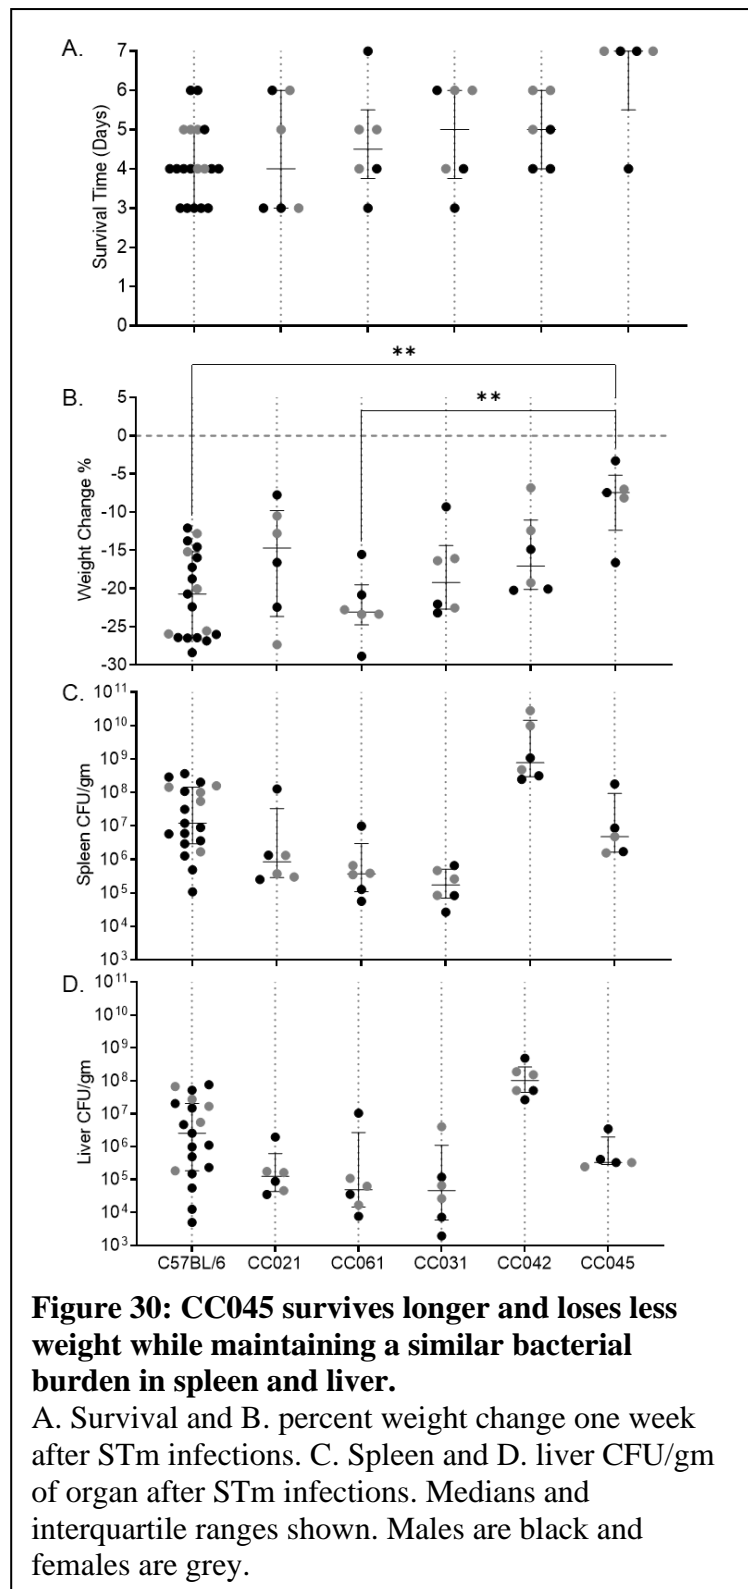 A.
7
6
5
4
3
2
1
0
Survival Time (Days)
**
**
B.
5
0
-5
-10
-15
-20
-25
-30
Weight Change %
C.
10¹¹
10¹⁰
10⁹
10⁸
10⁷
10⁶
10⁵
10⁴
10³
Spleen CFU/gm
D.
10¹¹
10¹⁰
10⁹
10⁸
10⁷
10⁶
10⁵
10⁴
10³
Liver CFU/gm
C57BL/6 CC021 CC061 CC031 CC042 CC045
Figure 30: CC045 survives longer and loses less
weight while maintaining a similar bacterial
burden in spleen and liver.
A. Survival and B. percent weight change one week
after STm infections. C. Spleen and D. liver CFU/gm
of organ after STm infections. Medians and
interquartile ranges shown. Males are black and
females are grey.